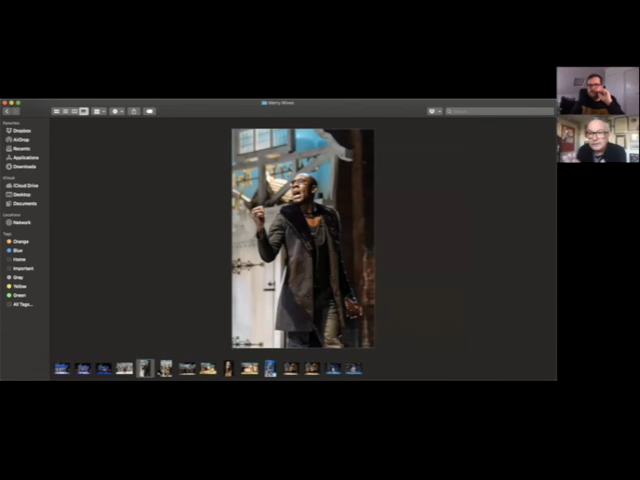 Merry Wives
Search
Favorites
Dropbox
AirDrop
Recents
Applications
Downloads
iCloud
iCloud Drive
Desktop
Documents
Locations
Network
Tags
Orange
Blue
Home
Important
Gray
Yellow
Green
All Tags...